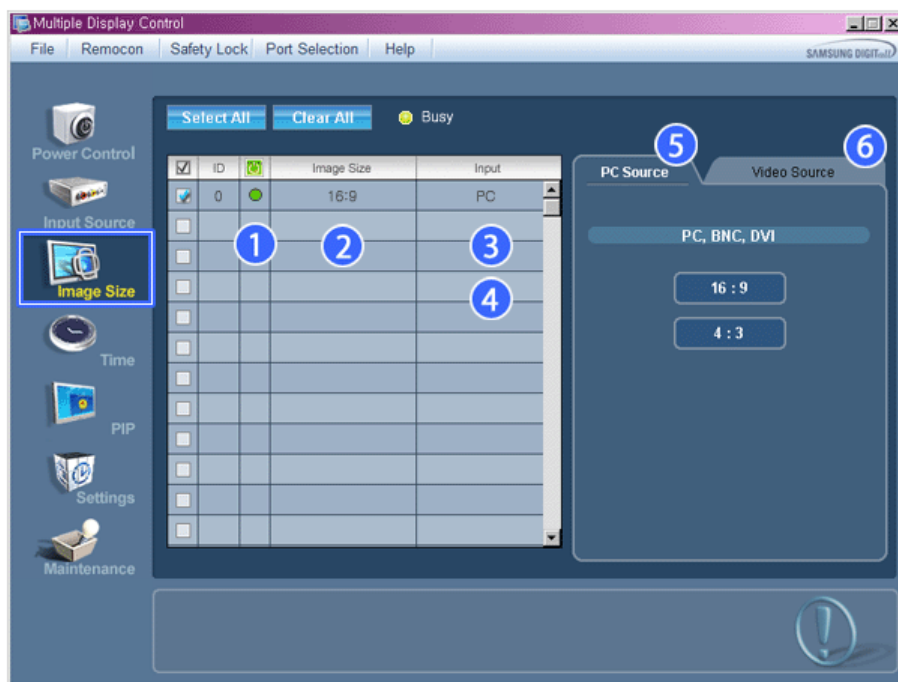 Multiple Display Control
File Remocon Safety Lock Port Selection Help
SAMSUNG DIGITall
Select All Clear All Busy
Power Control
Input Source
Image Size
Time
PIP
Settings
Maintenance
ID Image Size Input
0 16:9 PC
1 2 3
4
5 6
PC Source Video Source
PC, BNC, DVI
16 : 9
4 : 3